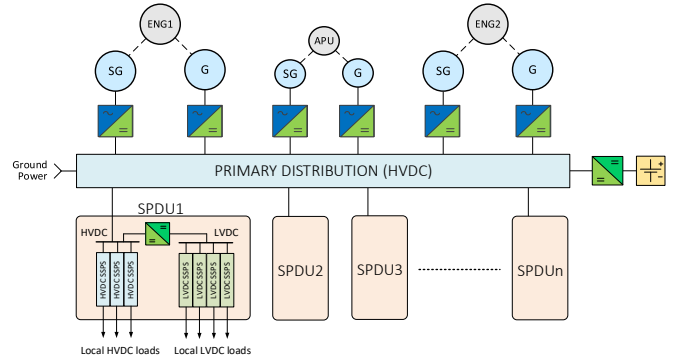 ENG1
APU
ENG2
SG
G
SG
G
SG
G
Ground
Power
PRIMARY DISTRIBUTION (HVDC)
SPDU1
HVDC
LVDC
HVDC SSPS
HVDC SSPS
HVDC SSPS
LVDC SSPS
LVDC SSPS
LVDC SSPS
LVDC SSPS
SPDU2
SPDU3
SPDUn
Local HVDC loads
Local LVDC loads